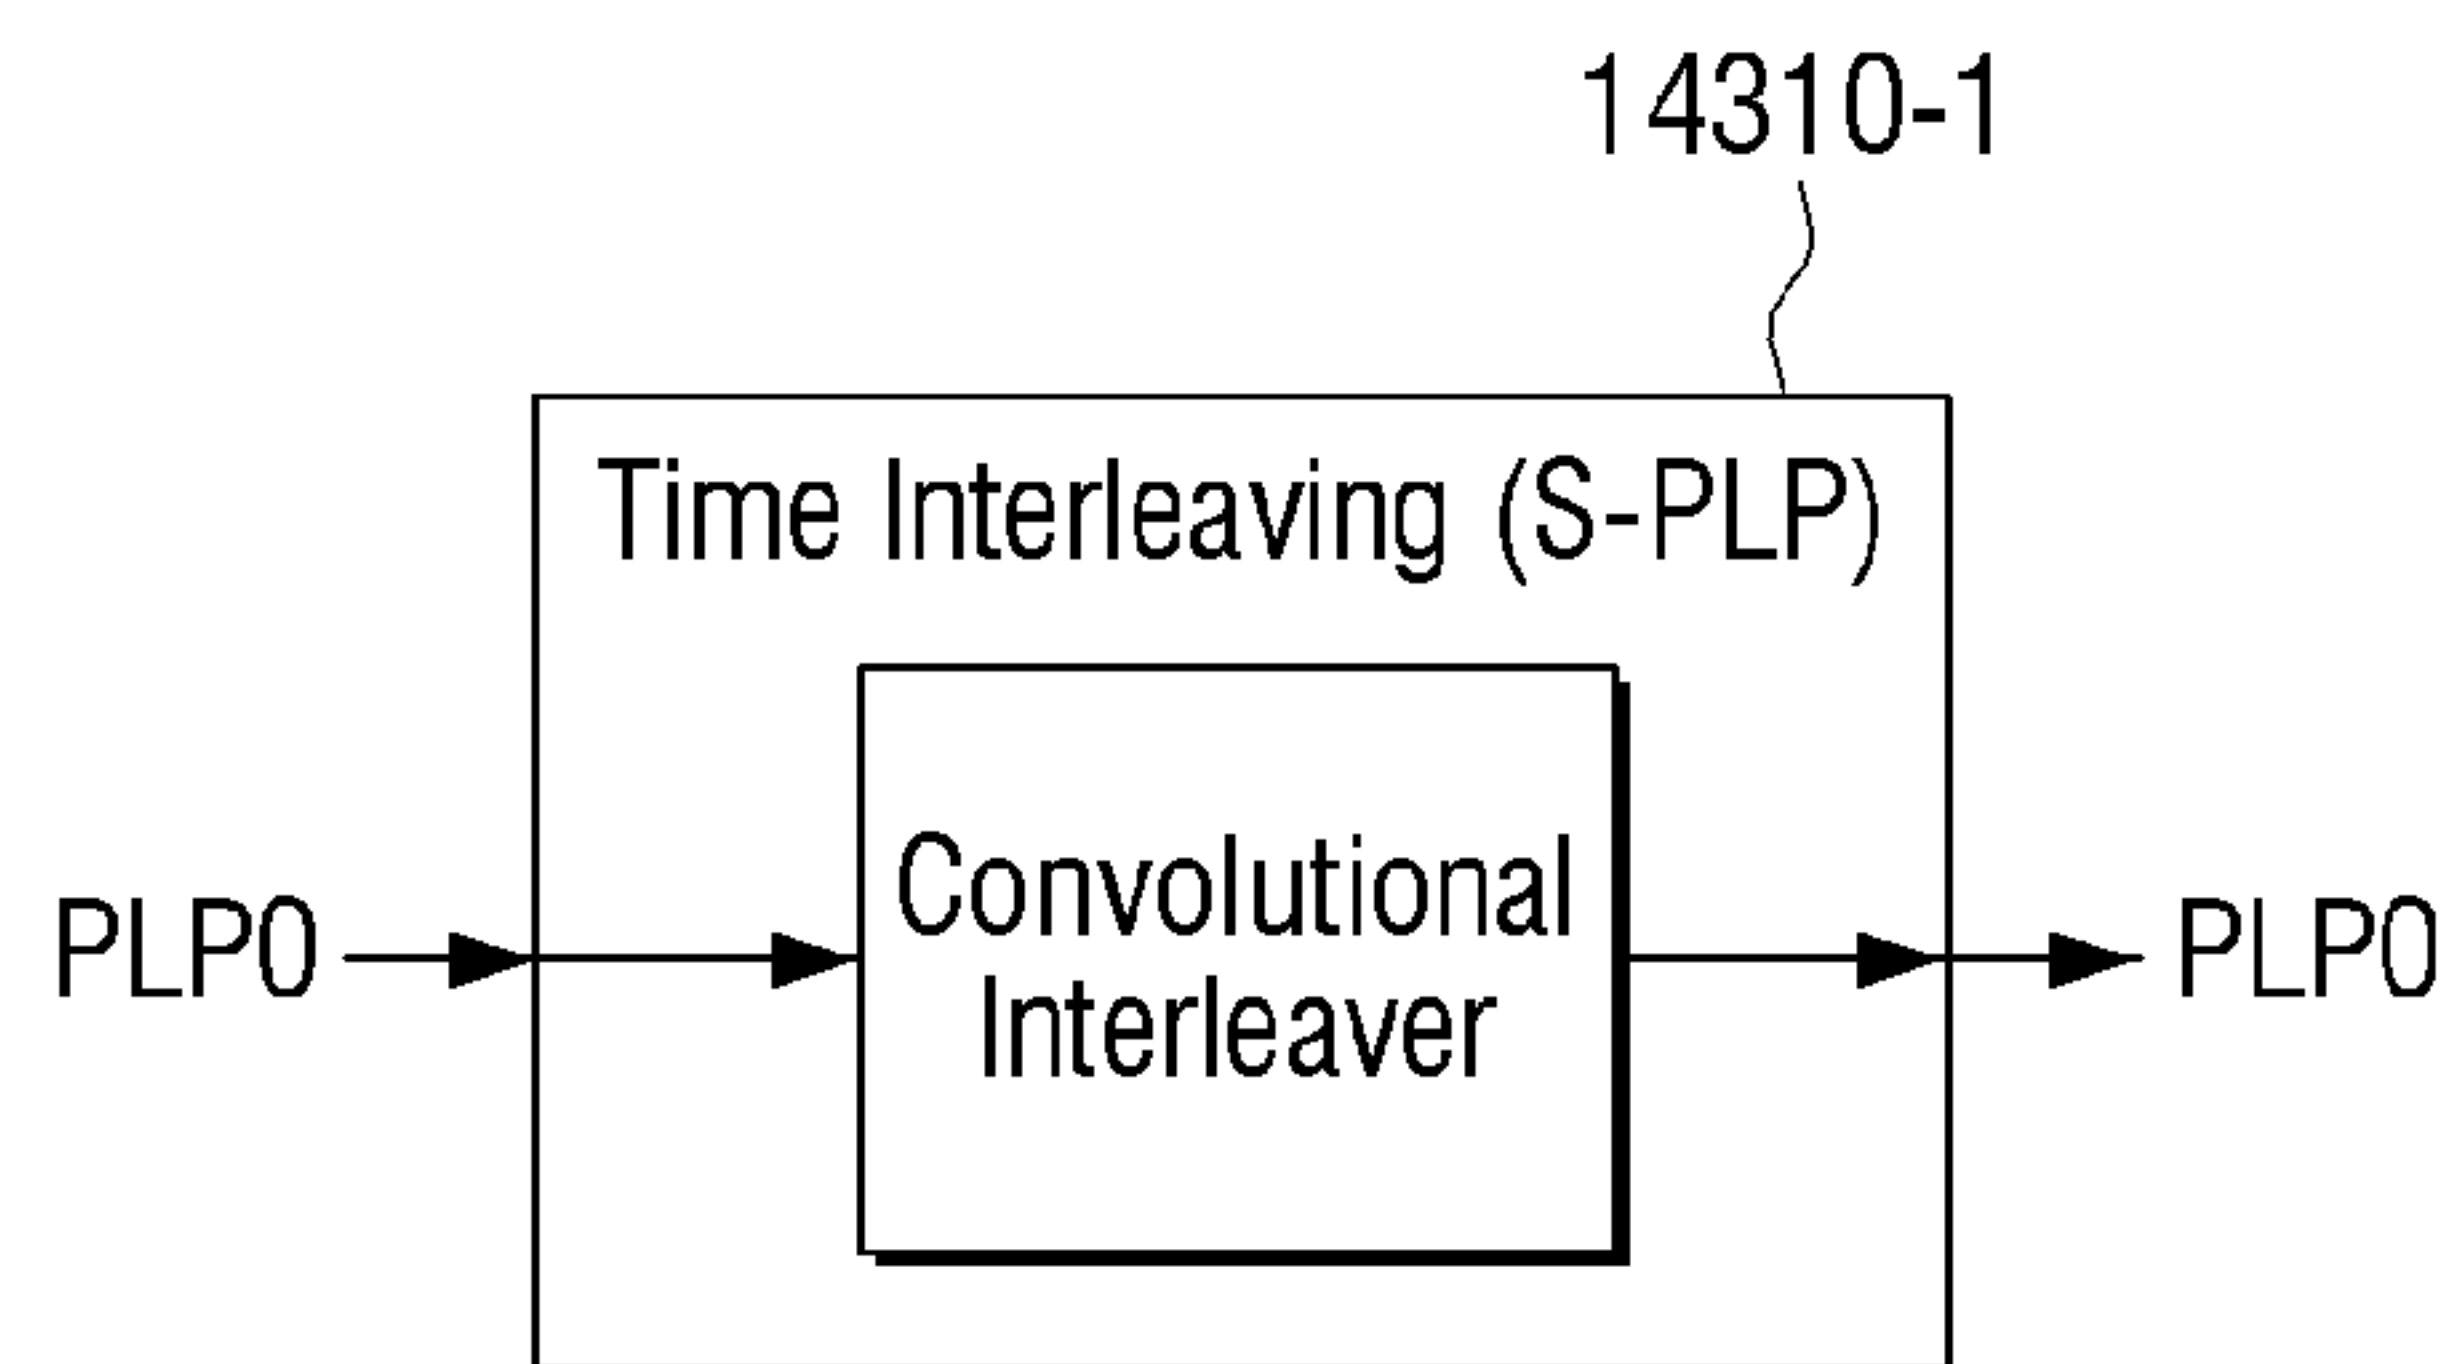 14310-1
Time Interleaving (S-PLP)
PLP0
Convolutional
Interleaver
PLP0